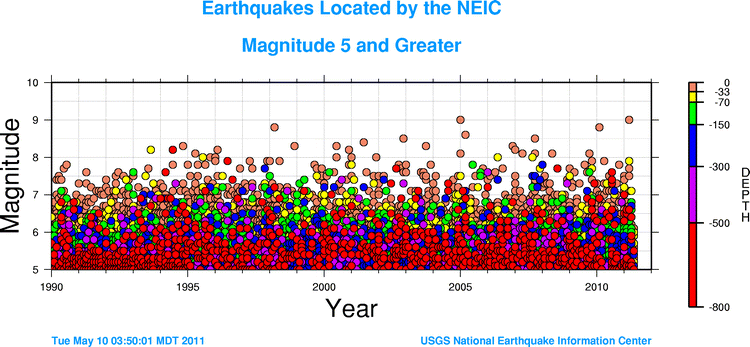 Earthquakes Located by the NEIC
Magnitude 5 and Greater
10
9
8
7
6
5
Magnitude
1990
1995
2000
2005
2010
Year
0
-33
-70
-150
-300
-500
-800
DEPTH
Tue May 10 03:50:01 MDT 2011
USGS National Earthquake Information Center